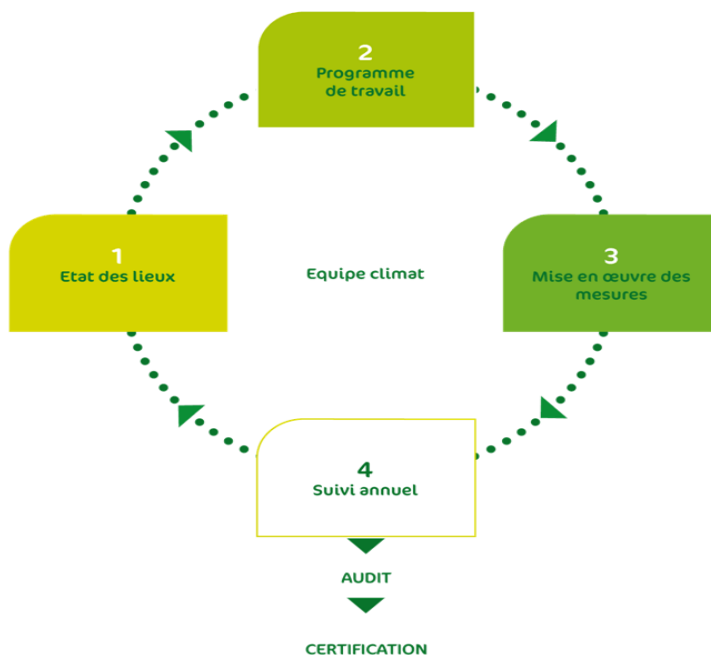 2
Programme
de travail
1
Etat des lieux
Equipe climat
3
Mise en œuvre des
mesures
4
Suivi annuel
AUDIT
CERTIFICATION